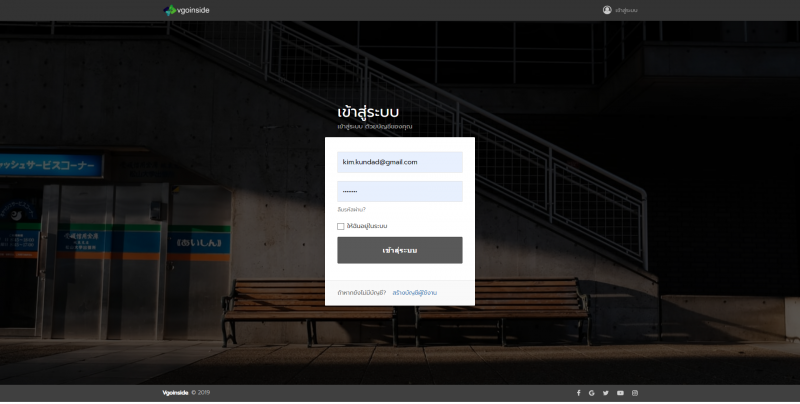 vgoinside
เข้าสู่ระบบ
เข้าสู่ระบบ
เข้าสู่ระบบ ด้วยบัญชีของคุณ
kim.kundad@gmail.com
ลืมรหัสผ่าน?
ให้ฉันอยู่ในระบบ
เข้าสู่ระบบ
ถ้าหากยังไม่มีบัญชี? สร้างบัญชีผู้ใช้งาน
ッシュサービスコーナー
あいしん
Vgoinside © 2019